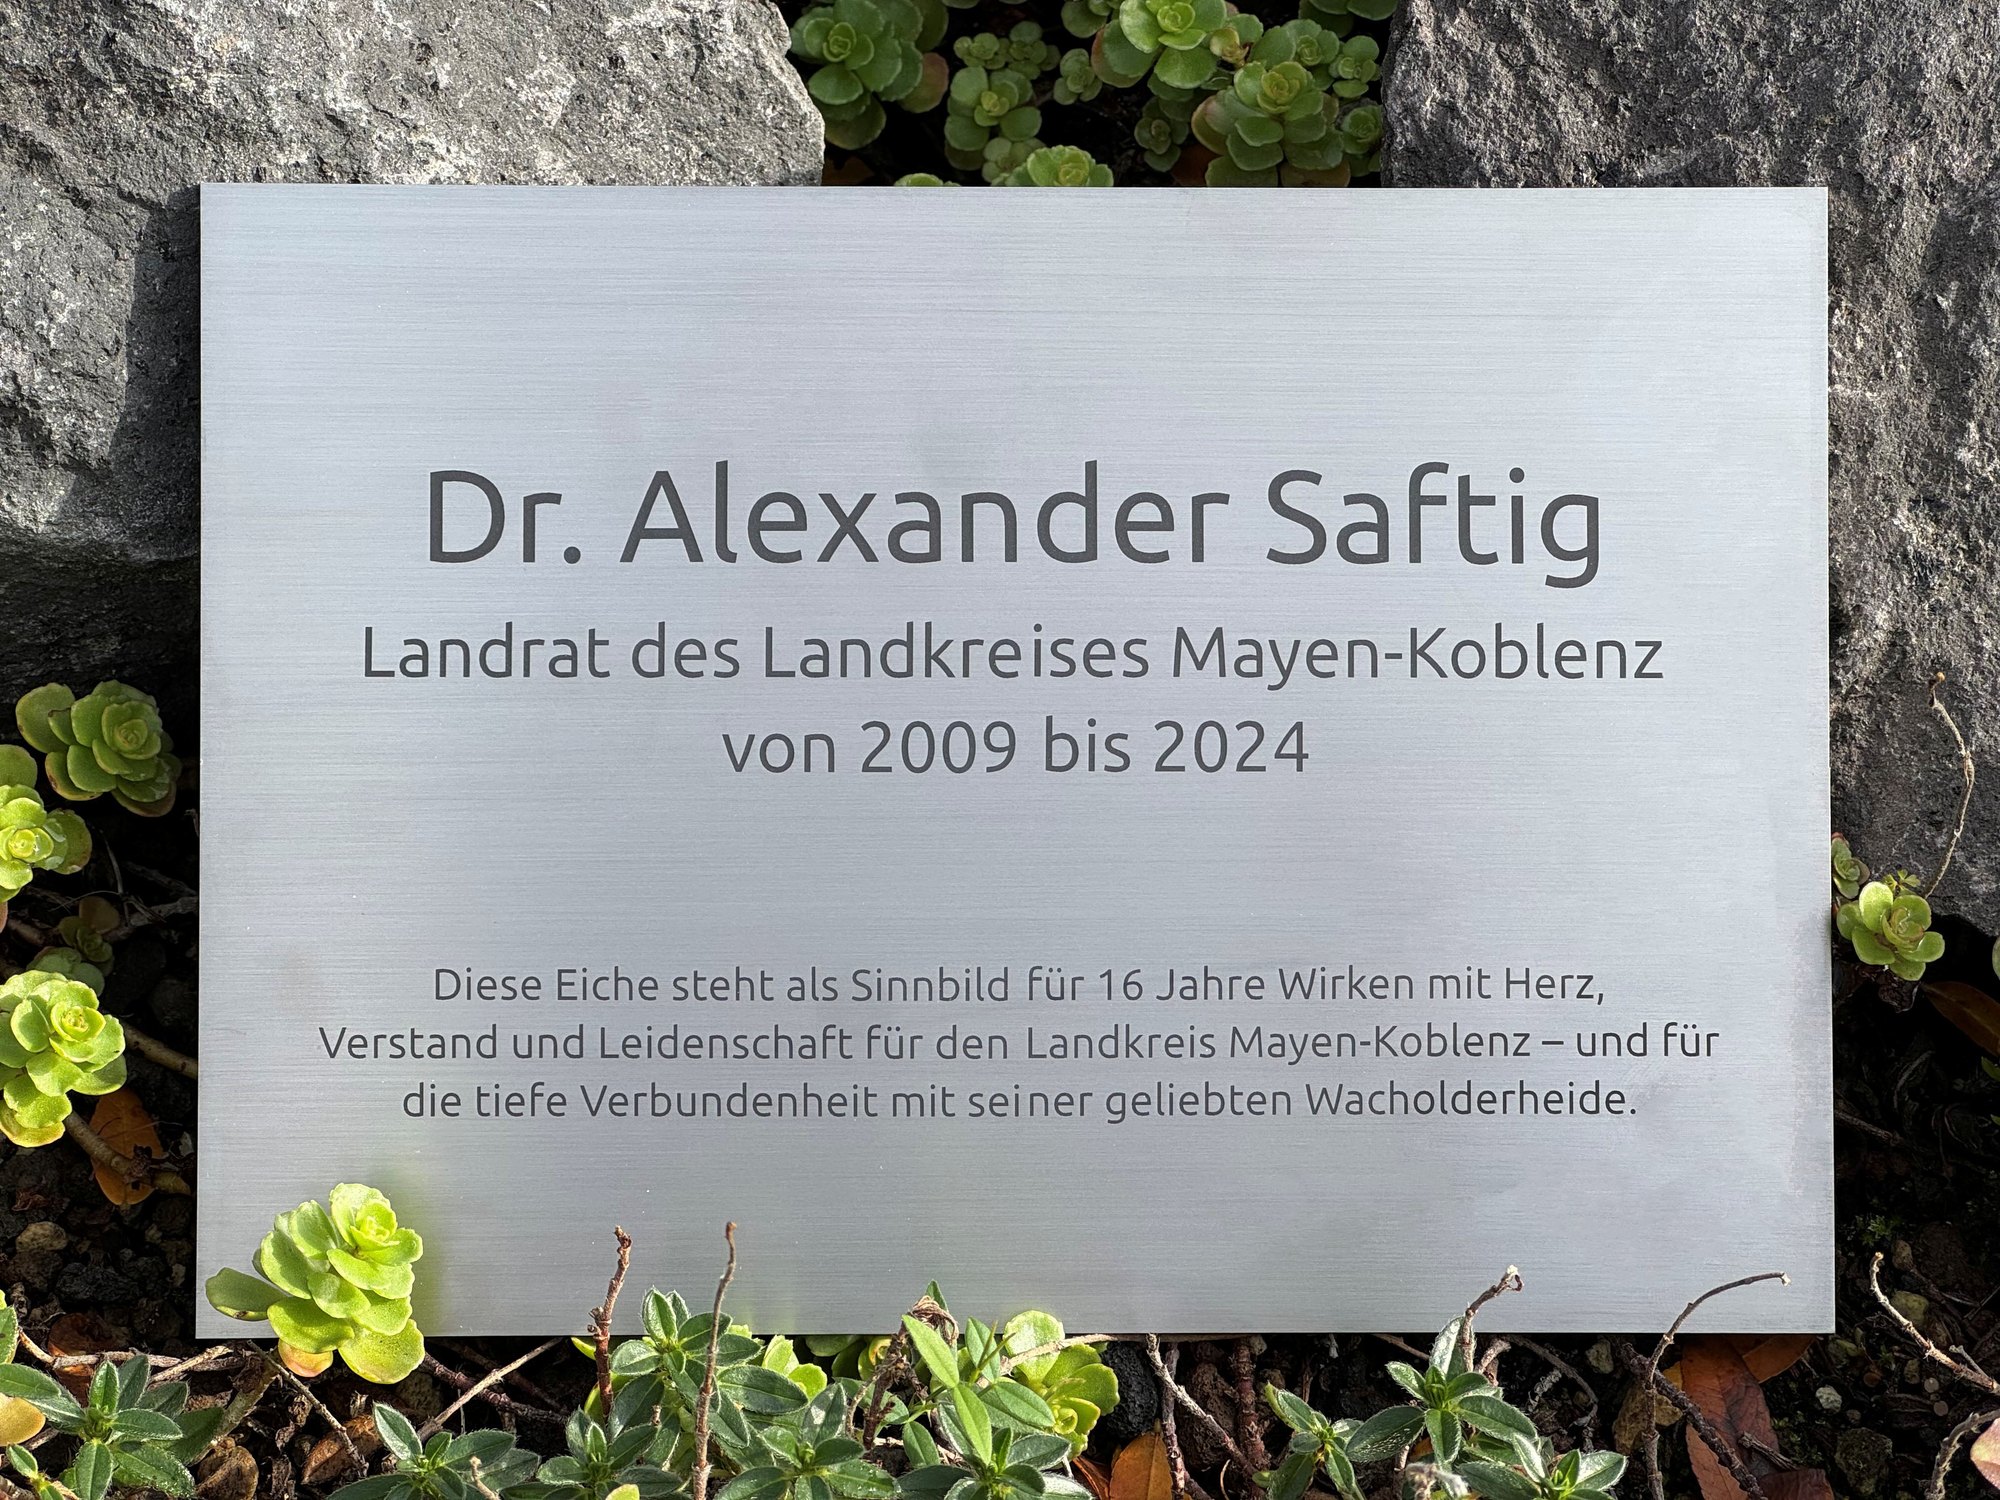 Dr. Alexander Saftig
Landrat des Landkreises Mayen-Koblenz
von 2009 bis 2024
Diese Eiche steht als Sinnbild für 16 Jahre Wirken mit Herz,
Verstand und Leidenschaft für den Landkreis Mayen-Koblenz – und für
die tiefe Verbundenheit mit seiner geliebten Wacholderheide.